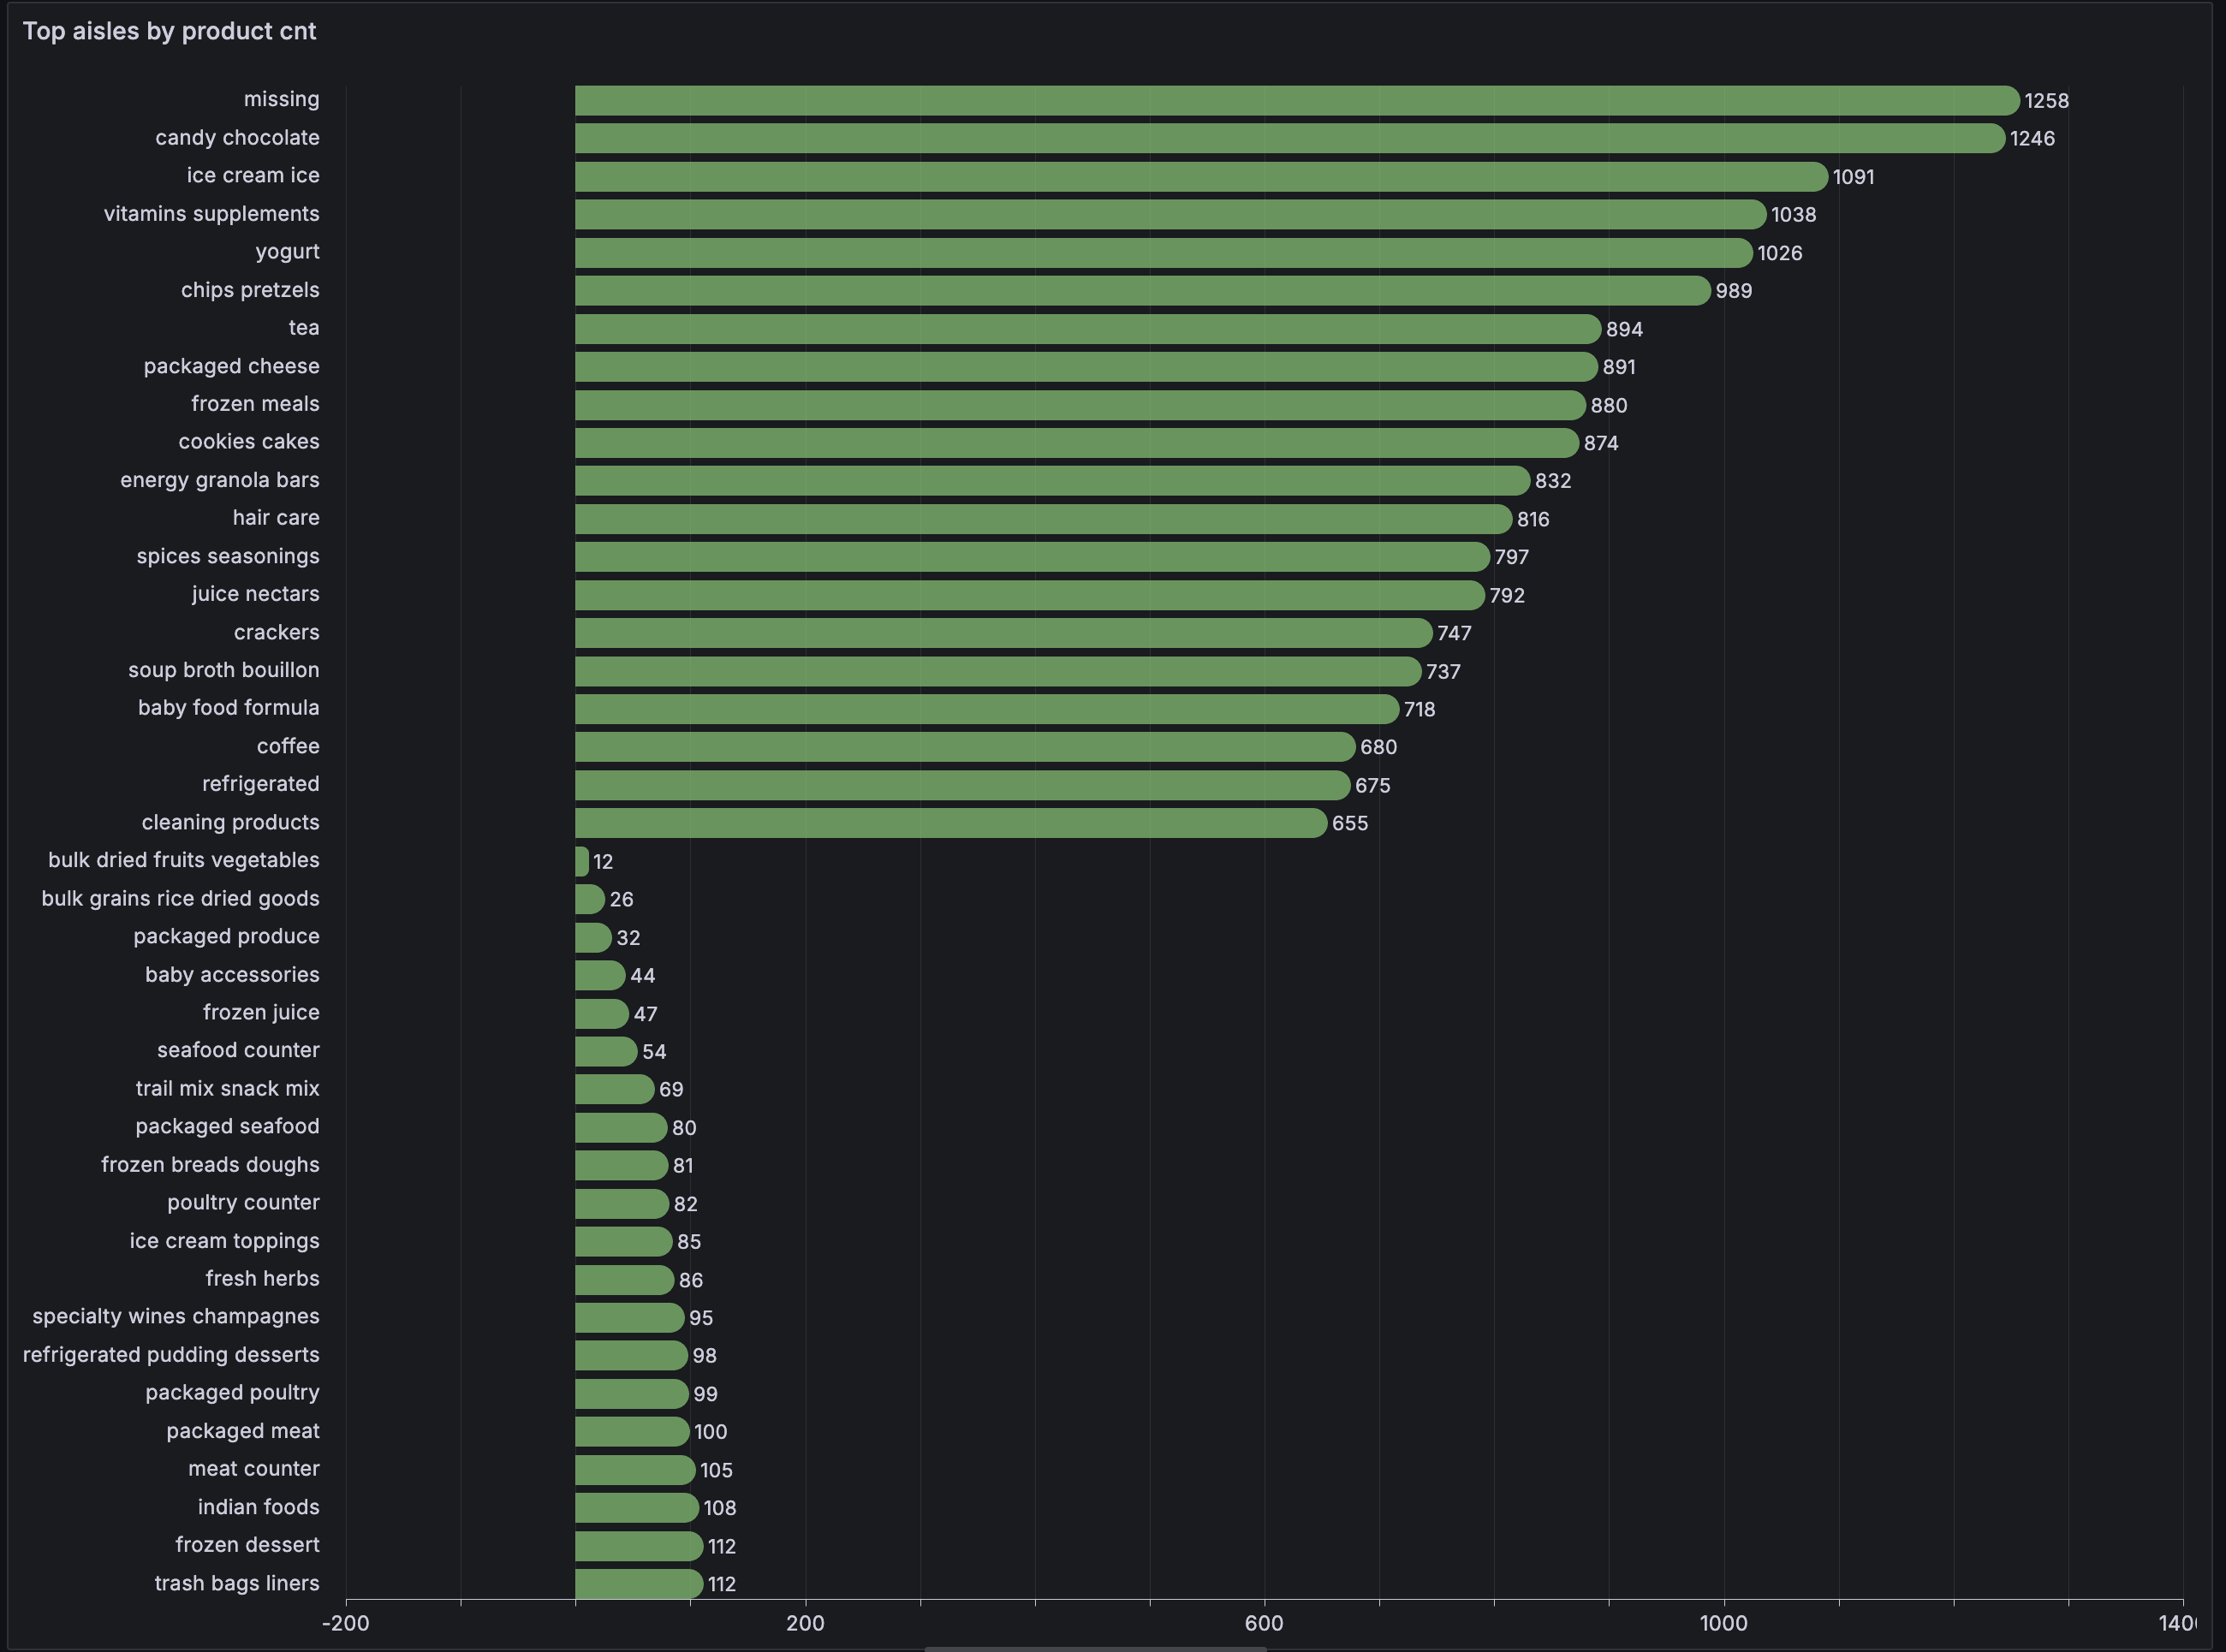 Top aisles by product cnt
missing 1258
candy chocolate 1246
ice cream ice 1091
vitamins supplements 1038
yogurt 1026
chips pretzels 989
tea 894
packaged cheese 891
frozen meals 880
cookies cakes 874
energy granola bars 832
hair care 816
spices seasonings 797
juice nectars 792
crackers 747
soup broth bouillon 737
baby food formula 718
coffee 680
refrigerated 675
cleaning products 655
bulk dried fruits vegetables 12
bulk grains rice dried goods 26
packaged produce 32
baby accessories 44
frozen juice 47
seafood counter 54
trail mix snack mix 69
packaged seafood 80
frozen breads doughs 81
poultry counter 82
ice cream toppings 85
fresh herbs 86
specialty wines champagnes 95
refrigerated pudding desserts 98
packaged poultry 99
packaged meat 100
meat counter 105
indian foods 108
frozen dessert 112
trash bags liners 112
-200 200 600 1000